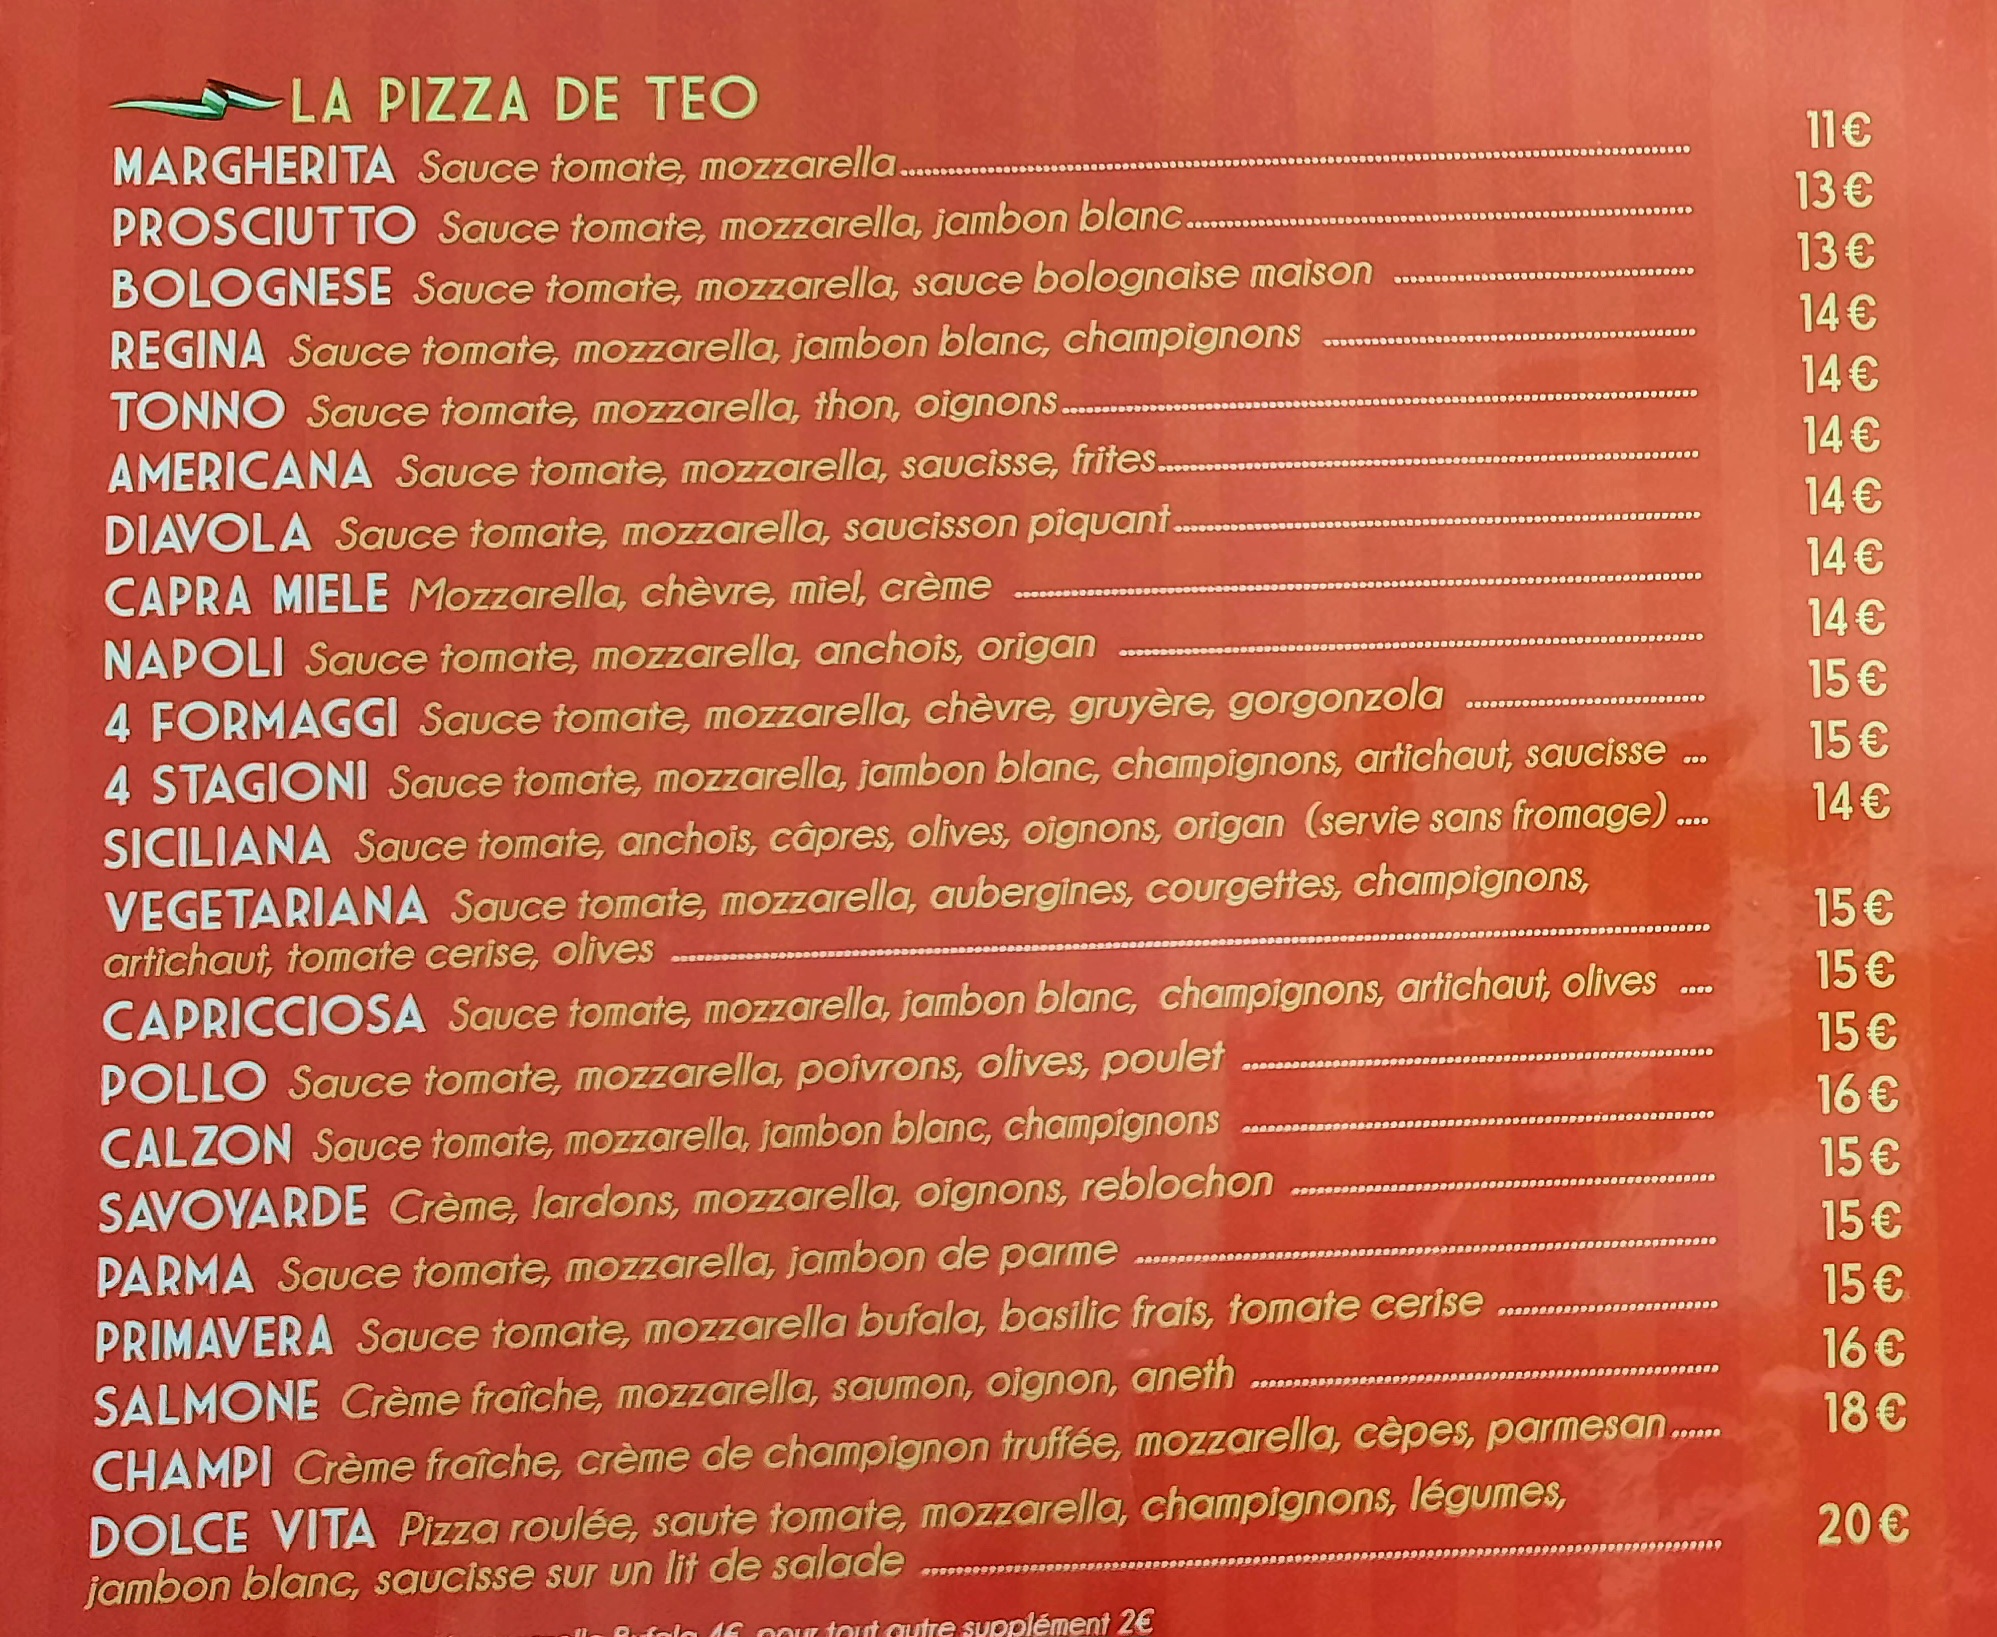 LA PIZZA DE TEO
MARGHERITA Sauce tomate, mozzarella 11€
PROSCIUTTO Sauce tomate, mozzarella, jambon blanc 13€
BOLOGNESE Sauce tomate, mozzarella, sauce bolognaise maison 13€
REGINA Sauce tomate, mozzarella, jambon blanc, champignons 14€
TONNO Sauce tomate, mozzarella, thon, oignons 14€
AMERICANA Sauce tomate, mozzarella, saucisse, frites 14€
DIAVOLA Sauce tomate, mozzarella, saucisson piquant 14€
CAPRA MIELE Mozzarella, chèvre, miel, crème 14€
NAPOLI Sauce tomate, mozzarella, anchois, origan 14€
4 FORMAGGI Sauce tomate, mozzarella, chèvre, gruyère, gorgonzola 15€
4 STAGIONI Sauce tomate, mozzarella, jambon blanc, champignons, artichaut, saucisse 15€
SICILIANA Sauce tomate, anchois, câpres, olives, oignons, origan (servie sans fromage) 14€
VEGETARIANA Sauce tomate, mozzarella, aubergines, courgettes, champignons,
artichaut, tomate cerise, olives 15€
CAPRICCIOSA Sauce tomate, mozzarella, jambon blanc, champignons, artichaut, olives 15€
POLLO Sauce tomate, mozzarella, poivrons, olives, poulet 15€
CALZON Sauce tomate, mozzarella, jambon blanc, champignons 16€
SAVOYARDE Crème, lardons, mozzarella, oignons, reblochon 15€
PARMA Sauce tomate, mozzarella, jambon de parme 15€
PRIMAVERA Sauce tomate, mozzarella bufala, basilic frais, tomate cerise 15€
SALMONE Crème fraîche, mozzarella, saumon, oignon, aneth 16€
CHAMPI Crème fraîche, crème de champignon truffée, mozzarella, cèpes, parmesan 18€
DOLCE VITA Pizza roulée, saute tomate, mozzarella, champignons, légumes,
jambon blanc, saucisse sur un lit de salade 20€
Bufala 4€, pour tout autre supplément 2€